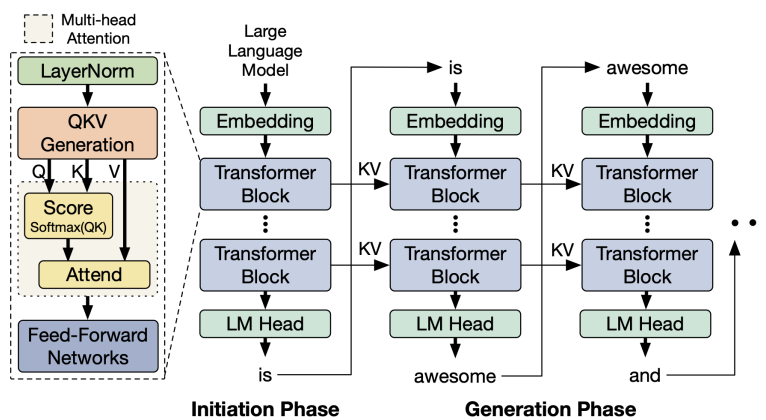 Multi-head
Attention
LayerNorm
QKV
Generation
Q
K
V
Score
Softmax(QK)
Attend
Feed-Forward
Networks
Large
Language
Model
Embedding
Transformer
Block
Transformer
Block
LM Head
is
Initiation Phase
KV
KV
is
Embedding
Transformer
Block
Transformer
Block
LM Head
awesome
KV
KV
awesome
Embedding
Transformer
Block
Transformer
Block
LM Head
and
Generation Phase